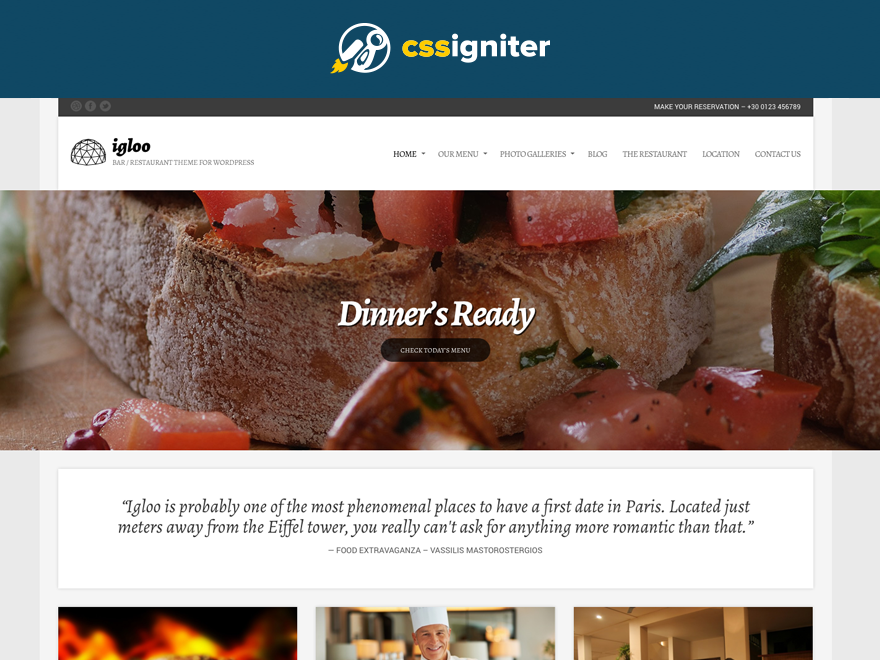 cssigniter
MAKE YOUR RESERVATION – +30 0123 456789
igloo
BAR / RESTAURANT THEME FOR WORDPRESS
HOME OUR MENU PHOTO GALLERIES BLOG THE RESTAURANT LOCATION CONTACT US
Dinner's Ready
CHECK TODAY'S MENU
“Igloo is probably one of the most phenomenal places to have a first date in Paris. Located just
meters away from the Eiffel tower, you really can't ask for anything more romantic than that.”
— FOOD EXTRAVAGANZA – VASSILIS MASTOROSTERGIOS